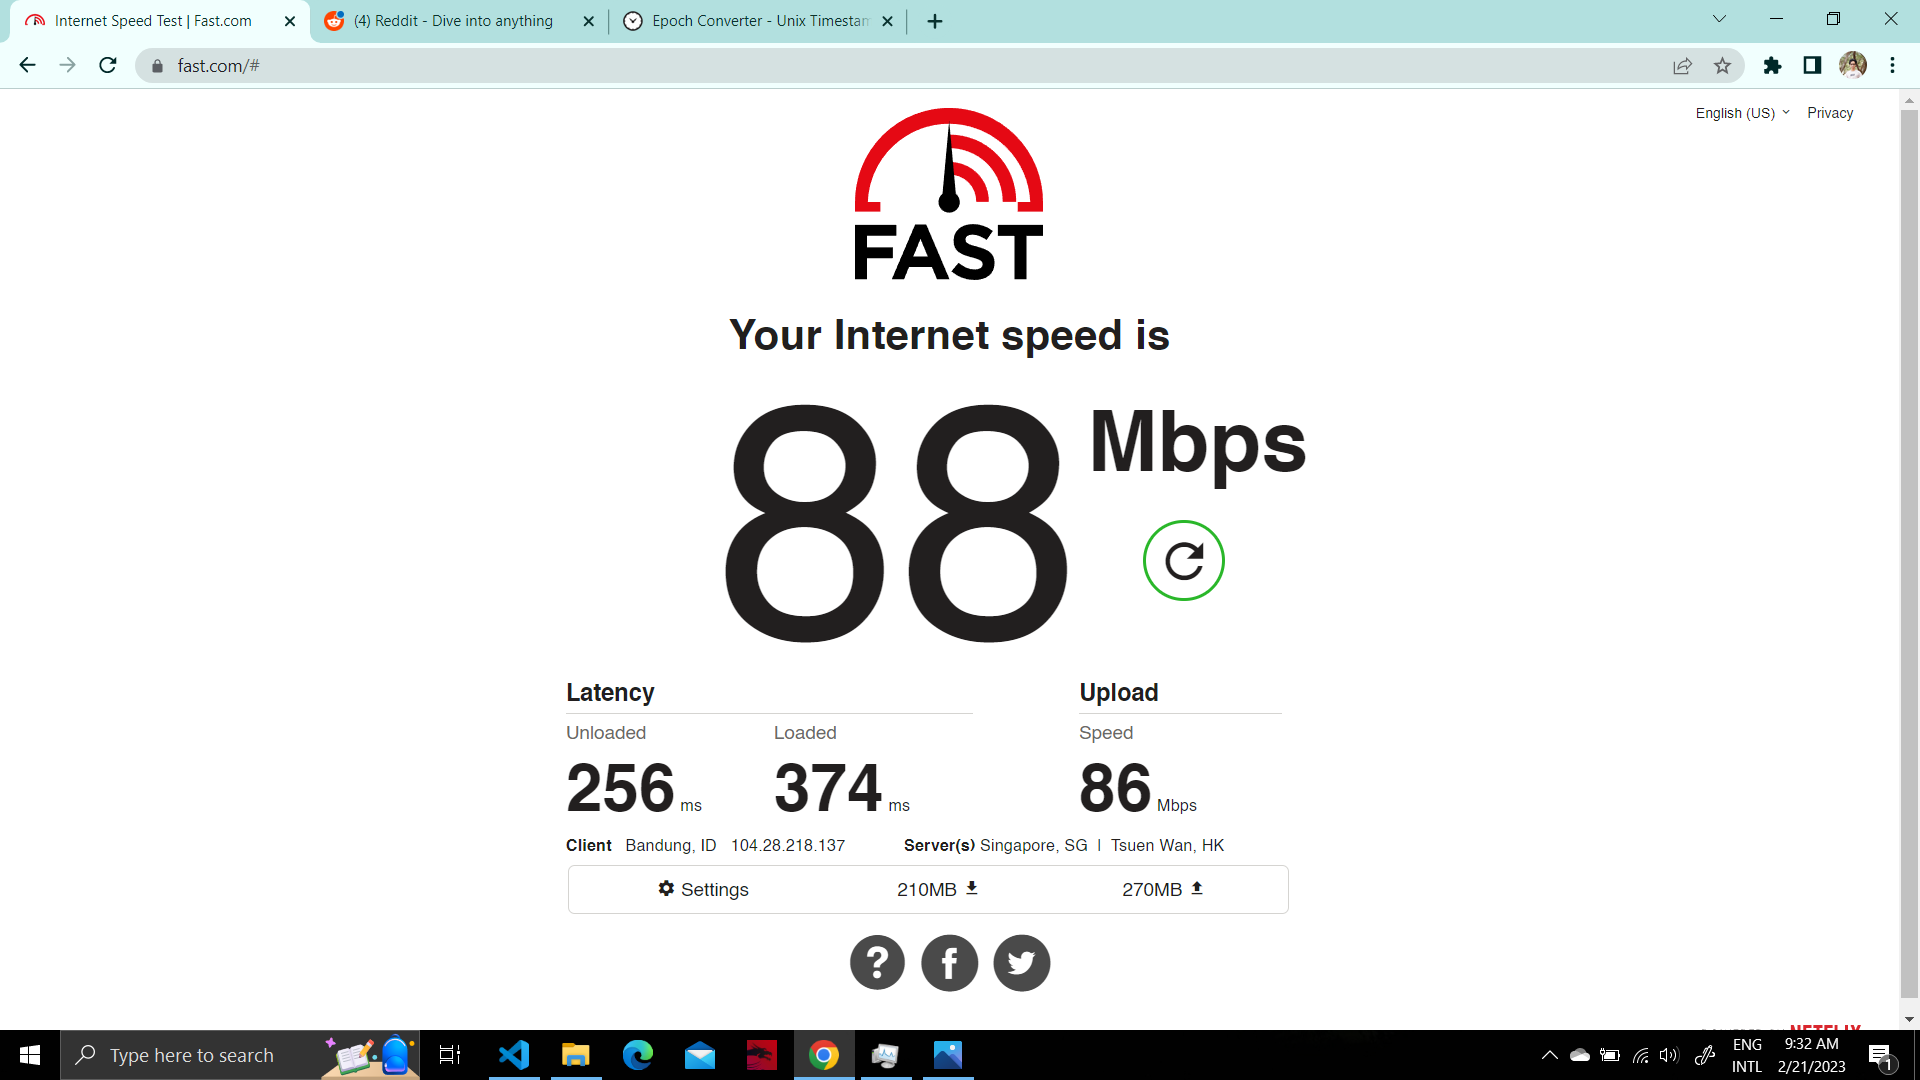 Internet Speed Test | Fast.com
(4) Reddit - Dive into anything
Epoch Converter - Unix Timestam
fast.com/#
English (US)
Privacy
FAST
Your Internet speed is
88 Mbps
Latency
Upload
Unloaded
Loaded
Speed
256 ms
374 ms
86 Mbps
Client Bandung, ID 104.28.218.137
Server(s) Singapore, SG | Tsuen Wan, HK
Settings
210MB
270MB
NETFLIX
Type here to search
ENG
INTL
9:32 AM
2/21/2023
1